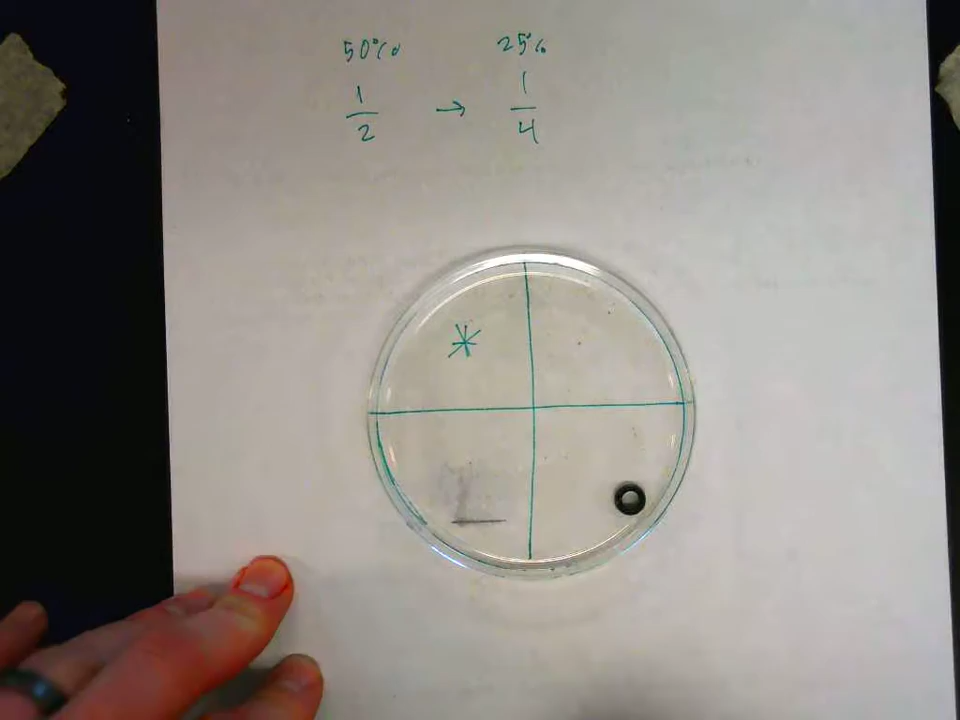 50% 25%
1/2 → 1/4
*